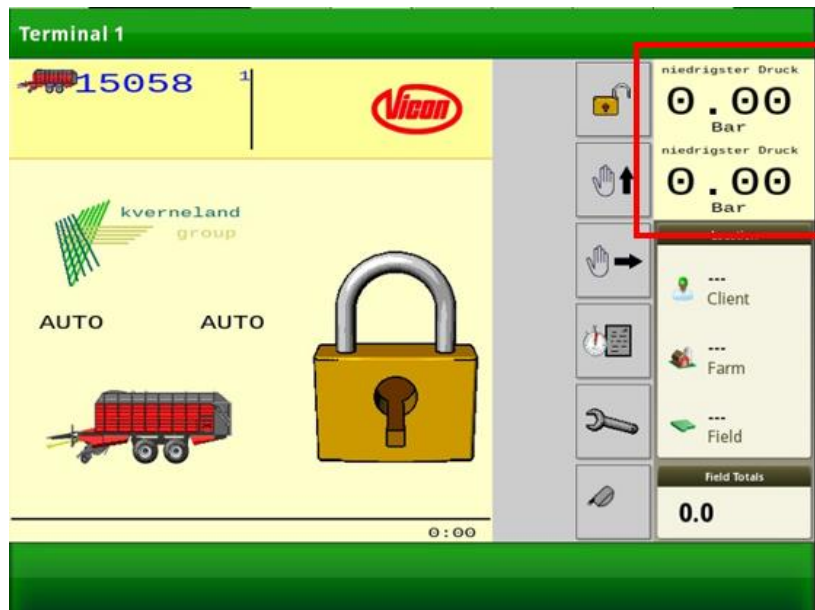 Terminal 1
15058
1
Vicon
kverneland
group
AUTO AUTO
0:00
niedrigster Druck
0.00
Bar
niedrigster Druck
0.00
Bar
Location
---
Client
---
Farm
---
Field
Field Totals
0.0